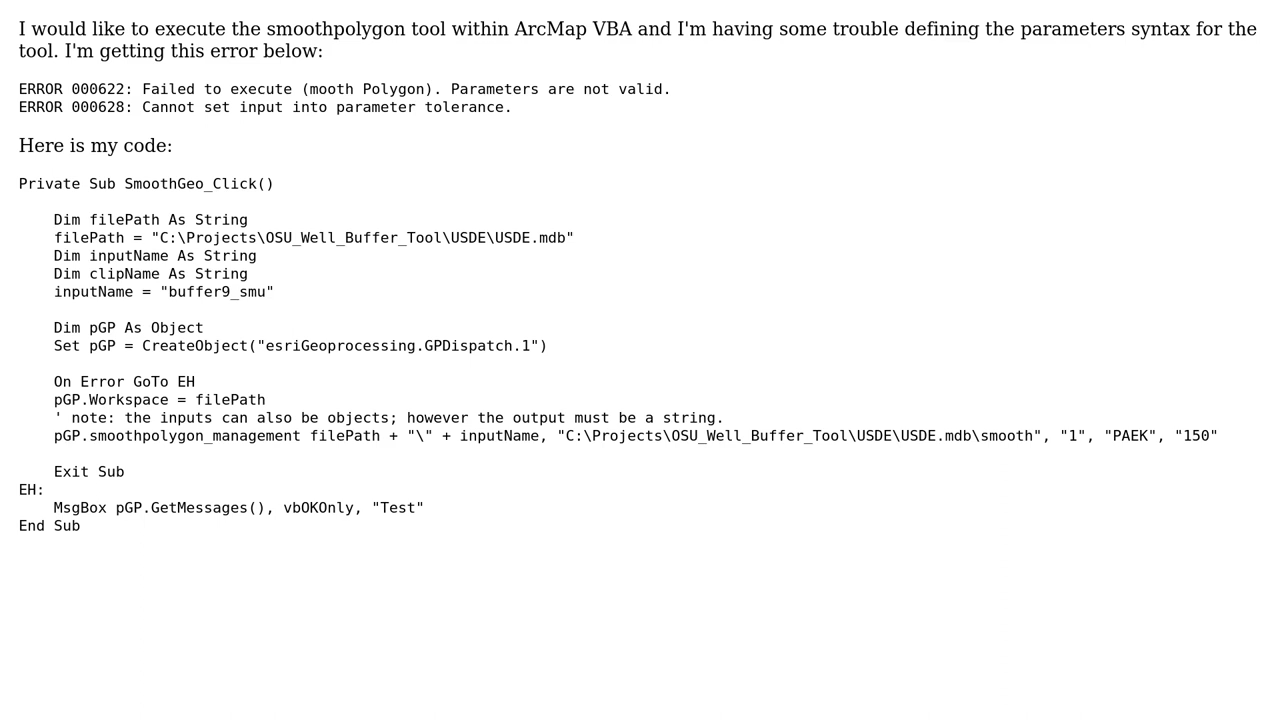 I would like to execute the smoothpolygon tool within ArcMap VBA and I'm having some trouble defining the parameters syntax for the
tool. I'm getting this error below:
ERROR 000622: Failed to execute (mooth Polygon). Parameters are not valid.
ERROR 000628: Cannot set input into parameter tolerance.
Here is my code:
Private Sub SmoothGeo_Click()
    Dim filePath As String
    filePath = "C:\Projects\OSU_Well_Buffer_Tool\USDE\USDE.mdb"
    Dim inputName As String
    Dim clipName As String
    inputName = "buffer9_smu"
    Dim pGP As Object
    Set pGP = CreateObject("esriGeoprocessing.GPDispatch.1")
    On Error GoTo EH
    pGP.Workspace = filePath
    ' note: the inputs can also be objects; however the output must be a string.
    pGP.smoothpolygon_management filePath + "\" + inputName, "C:\Projects\OSU_Well_Buffer_Tool\USDE\USDE.mdb\smooth", "1", "PAEK", "150"
    Exit Sub
EH:
    MsgBox pGP.GetMessages(), vbOKOnly, "Test"
End Sub